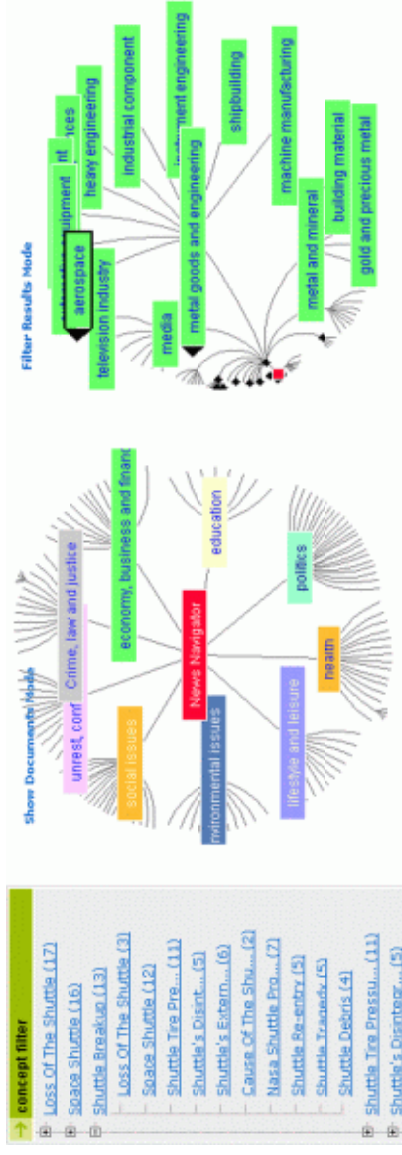 → concept filter
Loss Of The Shuttle (17)
Space Shuttle (16)
Shuttle Breakup (13)
Loss Of The Shuttle (3)
Space Shuttle (12)
Shuttle Tire Pre... (11)
Shuttle's Disint... (5)
Shuttle's Extern... (6)
Cause Of The Shu... (2)
Nasa Shuttle Pro... (7)
Shuttle Re-entry (5)
Shuttle Tragedy (5)
Shuttle Debris (4)
Shuttle Tire Pressu... (11)
Shuttle's Disintegr... (5)
Show Documents Mode
unrest, conf
Crime, law and justice
social issues
economy, business and financ
News Navigator
nvironmental issues
education
lifestyle and leisure
health
politics
Filter Results Mode
nt
nces
uipment
heavy engineering
aerospace
television industry
industrial component
media
ment engineering
metal goods and engineering
shipbuilding
machine manufacturing
metal and mineral
building material
gold and precious metal